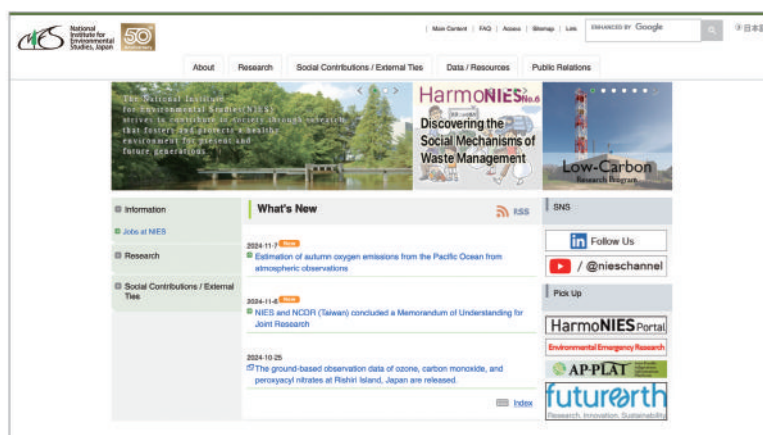 NIES
National
Institute for
Environmental
Studies, Japan
50
Main Content | FAQ | Access | Sitemap | Link
ENHANCED BY Google
日本語
About
Research
Social Contributions / External Ties
Data / Resources
Public Relations
The National Institute
for Environmental Studies(NIES)
strives to contribute to society through research
that fosters and protects a healthy
environment for present and
future generations.
HarmoNIES No.6
Discovering the
Social Mechanisms of
Waste Management
Low-Carbon
Research Program
Information
Jobs at NIES
Research
Social Contributions / External
Ties
What's New
RSS
2024-11-7 New
Estimation of autumn oxygen emissions from the Pacific Ocean from
atmospheric observations
2024-11-6 New
NIES and NCDR (Taiwan) concluded a Memorandum of Understanding for
Joint Research
2024-10-25
The ground-based observation data of ozone, carbon monoxide, and
peroxyacyl nitrates at Rishiri Island, Japan are released.
Index
SNS
in Follow Us
/ @nieschannel
Pick Up
HarmoNIES Portal
Environmental Emergency Research
AP-PLAT
futurearth
Research. Innovation. Sustainability.